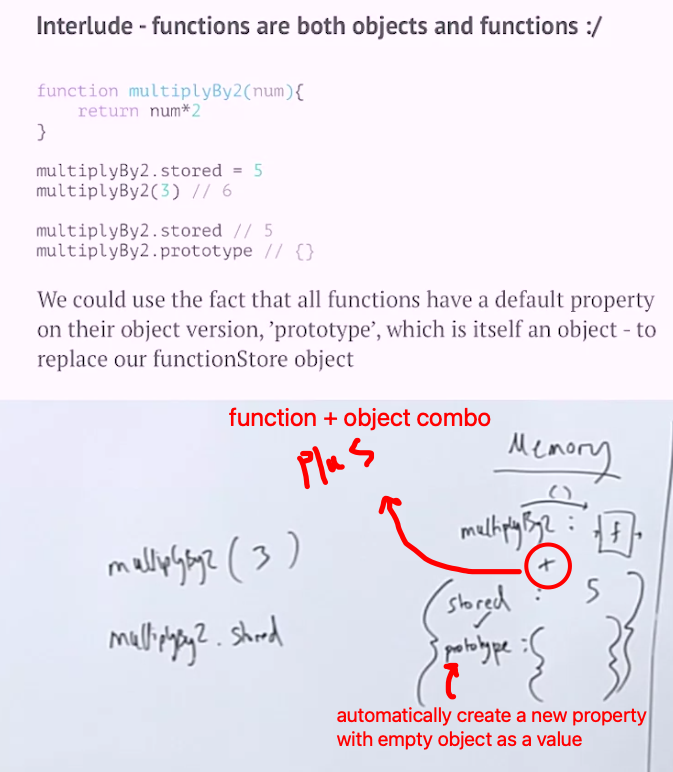 Interlude - functions are both objects and functions :/
function multiplyBy2(num){
return num*2
}
multiplyBy2.stored = 5
multiplyBy2(3) // 6
multiplyBy2.stored // 5
multiplyBy2.prototype // {}
We could use the fact that all functions have a default property
on their object version, 'prototype', which is itself an object - to
replace our functionStore object
function + object combo
Plus
Memory
()
multiplyBy2 : f
+
multiplyBy2 (3)
{ stored : 5
multiplyBy2 . stored
prototype : { } }
automatically create a new property
with empty object as a value